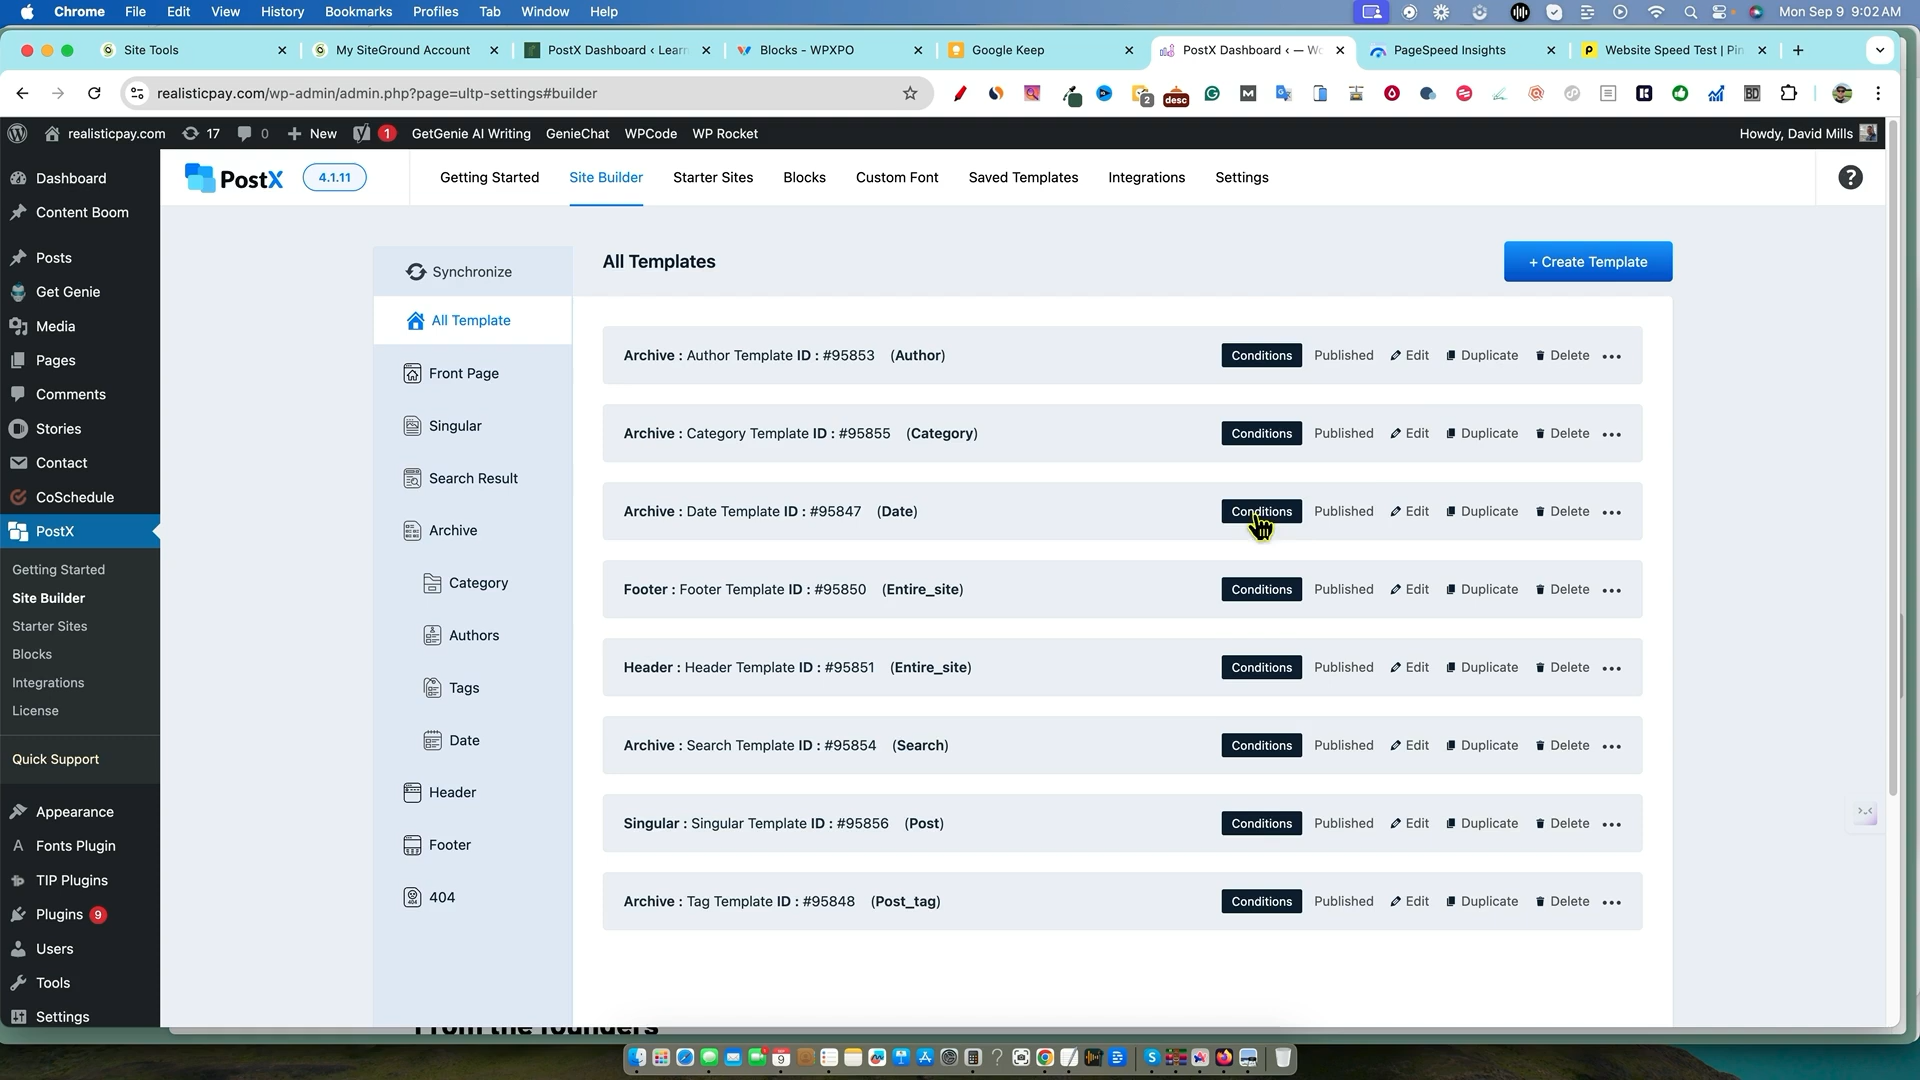 Chrome File Edit View History Bookmarks Profiles Tab Window Help Mon Sep 9 9:02 AM
Site Tools My SiteGround Account PostX Dashboard ‹ Learn Blocks - WPXPO Google Keep PostX Dashboard ‹ — Wo PageSpeed Insights Website Speed Test | Pin
realisticpay.com/wp-admin/admin.php?page=ultp-settings#builder
realisticpay.com 17 0 New 1 GetGenie AI Writing GenieChat WPCode WP Rocket Howdy, David Mills
PostX 4.1.11 Getting Started Site Builder Starter Sites Blocks Custom Font Saved Templates Integrations Settings ?
Dashboard
Content Boom
Posts
Get Genie
Media
Pages
Comments
Stories
Contact
CoSchedule
PostX
Getting Started
Site Builder
Starter Sites
Blocks
Integrations
License
Quick Support
Appearance
Fonts Plugin
TIP Plugins
Plugins 9
Users
Tools
Settings
Synchronize
All Template
Front Page
Singular
Search Result
Archive
Category
Authors
Tags
Date
Header
Footer
404
All Templates + Create Template
Archive : Author Template ID : #95853 (Author) Conditions Published Edit Duplicate Delete
Archive : Category Template ID : #95855 (Category) Conditions Published Edit Duplicate Delete
Archive : Date Template ID : #95847 (Date) Conditions Published Edit Duplicate Delete
Footer : Footer Template ID : #95850 (Entire_site) Conditions Published Edit Duplicate Delete
Header : Header Template ID : #95851 (Entire_site) Conditions Published Edit Duplicate Delete
Archive : Search Template ID : #95854 (Search) Conditions Published Edit Duplicate Delete
Singular : Singular Template ID : #95856 (Post) Conditions Published Edit Duplicate Delete
Archive : Tag Template ID : #95848 (Post_tag) Conditions Published Edit Duplicate Delete
From the founders